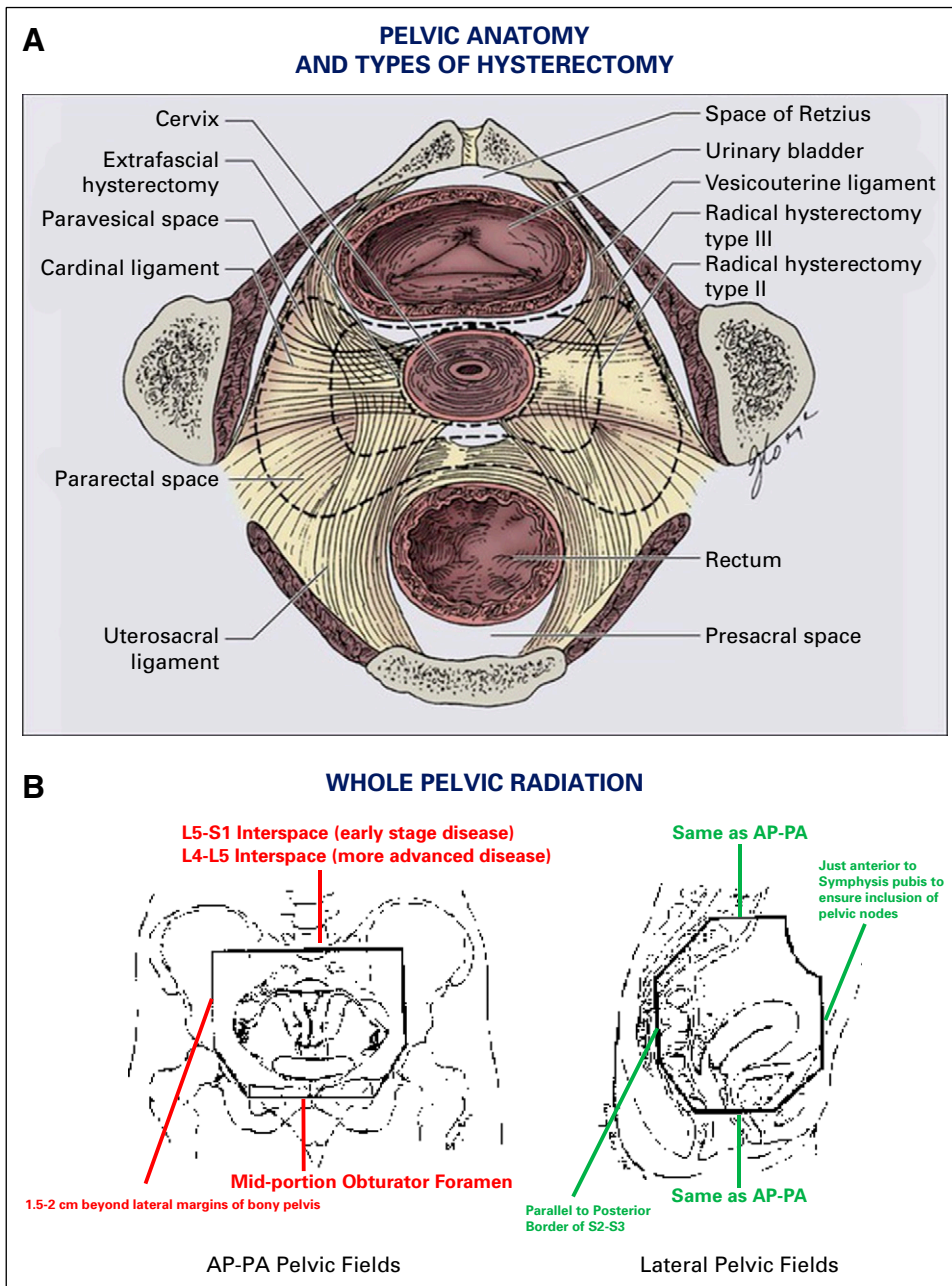 A
PELVIC ANATOMY
AND TYPES OF HYSTERECTOMY
Cervix
Extrafascial
hysterectomy
Paravesical space
Cardinal ligament
Pararectal space
Uterosacral
ligament
Space of Retzius
Urinary bladder
Vesicouterine ligament
Radical hysterectomy
type III
Radical hysterectomy
type II
Rectum
Presacral space
B
WHOLE PELVIC RADIATION
L5-S1 Interspace (early stage disease)
L4-L5 Interspace (more advanced disease)
Mid-portion Obturator Foramen
1.5-2 cm beyond lateral margins of bony pelvis
AP-PA Pelvic Fields
Same as AP-PA
Just anterior to
Symphysis pubis to
ensure inclusion of
pelvic nodes
Same as AP-PA
Parallel to Posterior
Border of S2-S3
Lateral Pelvic Fields